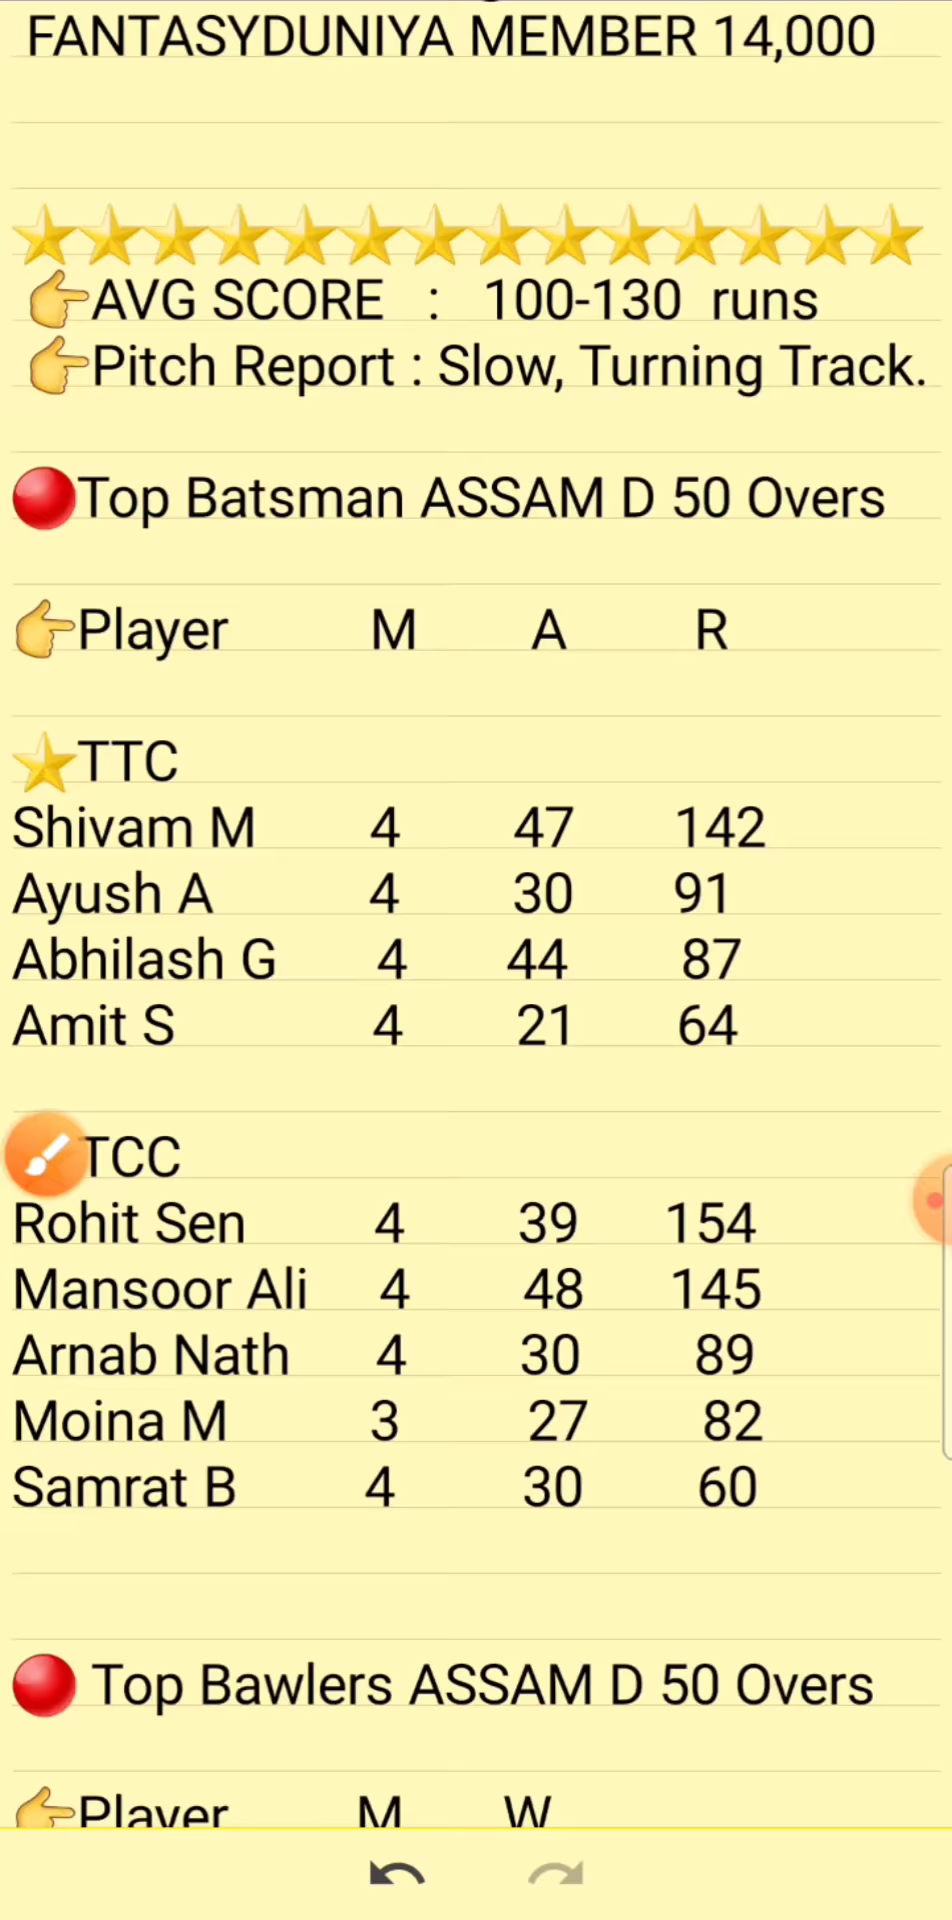 FANTASYDUNIYA MEMBER 14,000
AVG SCORE : 100-130 runs
Pitch Report : Slow, Turning Track.
Top Batsman ASSAM D 50 Overs
Player M A R
TTC
Shivam M 4 47 142
Ayush A 4 30 91
Abhilash G 4 44 87
Amit S 4 21 64
TCC
Rohit Sen 4 39 154
Mansoor Ali 4 48 145
Arnab Nath 4 30 89
Moina M 3 27 82
Samrat B 4 30 60
Top Bawlers ASSAM D 50 Overs
Player M W